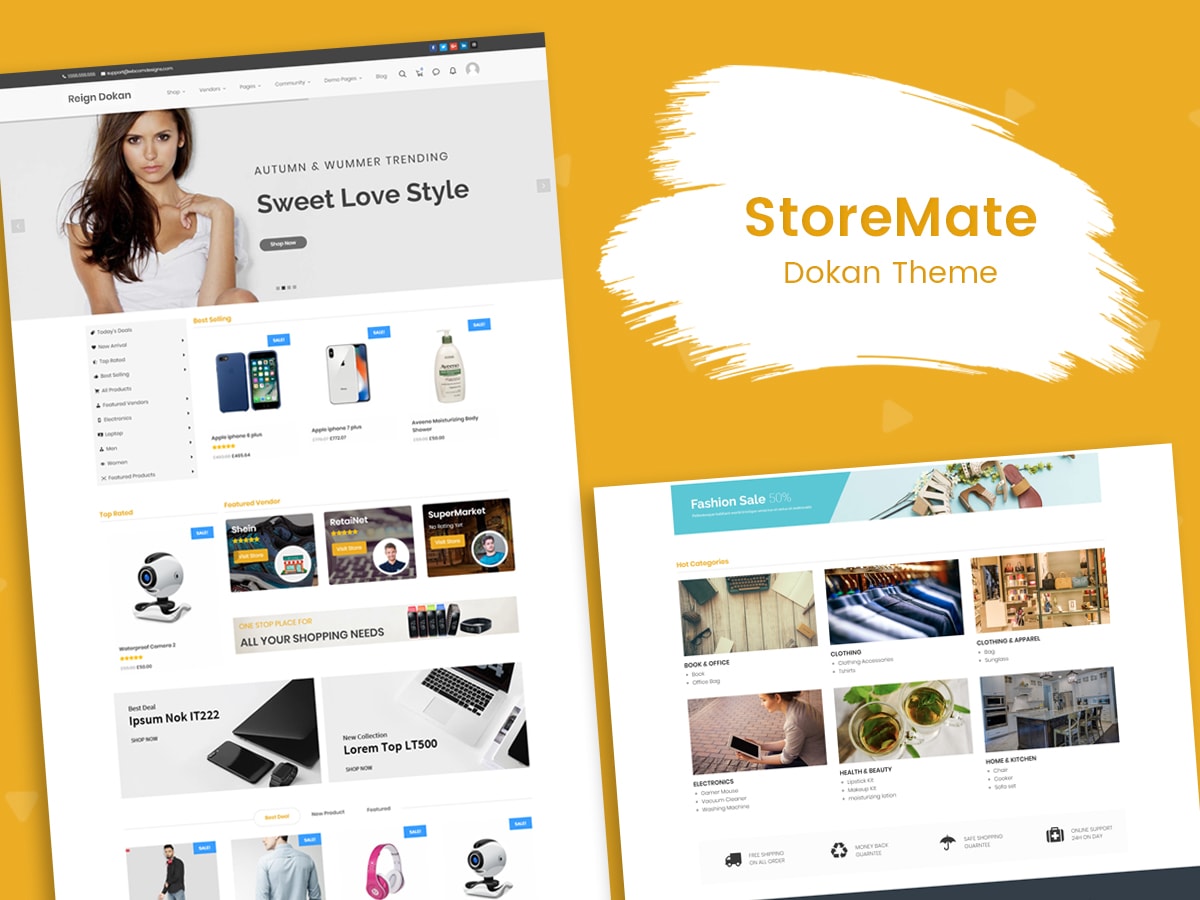 support@wbcomdesigns.com
Reign Dokan
Shop
Vendors
Pages
Community
Demo Pages
Blog
AUTUMN & WUMMER TRENDING
Sweet Love Style
Shop Now
StoreMate
Dokan Theme
Today's Deals
New Arrival
Top Rated
Best Selling
All Products
Featured Vendors
Electronics
Laptop
Men
Women
Featured Products
Best Selling
SALE!
Apple iphone 6 plus
£465.64
SALE!
Apple iphone 7 plus
£772.07
SALE!
Aveeno
Aveeno Moisturizing Body
Shower
£50.00
Top Rated
SALE!
Waterproof Camera 2
£50.00
Featured Vendor
Shein
Visit Store
RetaiNet
Visit Store
SuperMarket
No Rating Yet
Visit Store
ONE STOP PLACE FOR
ALL YOUR SHOPPING NEEDS
Best Deal
Ipsum Nok IT222
SHOP NOW
New Collection
Lorem Top LT500
SHOP NOW
Best Deal
New Product
Featured
SALE!
SALE!
SALE!
SALE!
Fashion Sale 50%
Hot Categories
BOOK & OFFICE
Book
Office Bag
CLOTHING
Clothing Accessories
Tshirts
CLOTHING & APPAREL
Bag
Sunglass
ELECTRONICS
Gamer Mouse
Vacuum Cleaner
Washing Machine
HEALTH & BEAUTY
Lipstick Kit
Makeup Kit
moisturizing lotion
HOME & KITCHEN
Chair
Cooker
Sofa set
FREE SHIPPING
ON ALL ORDER
MONEY BACK
GUARNTEE
SAFE SHOPPING
GUARNTEE
ONLINE SUPPORT
24H ON DAY